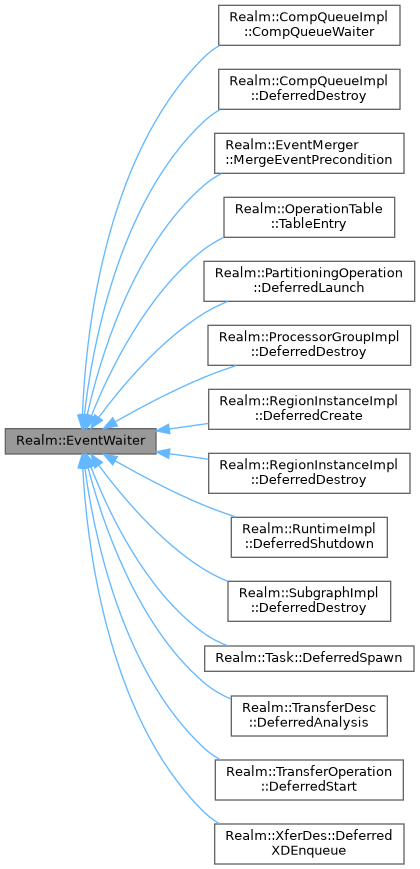 Realm::CompQueueImpl
::CompQueueWaiter
Realm::CompQueueImpl
::DeferredDestroy
Realm::EventMerger
::MergeEventPrecondition
Realm::OperationTable
::TableEntry
Realm::PartitioningOperation
::DeferredLaunch
Realm::ProcessorGroupImpl
::DeferredDestroy
Realm::RegionInstanceImpl
::DeferredCreate
Realm::EventWaiter
Realm::RegionInstanceImpl
::DeferredDestroy
Realm::RuntimeImpl
::DeferredShutdown
Realm::SubgraphImpl
::DeferredDestroy
Realm::Task::DeferredSpawn
Realm::TransferDesc
::DeferredAnalysis
Realm::TransferOperation
::DeferredStart
Realm::XferDes::Deferred
XDEnqueue